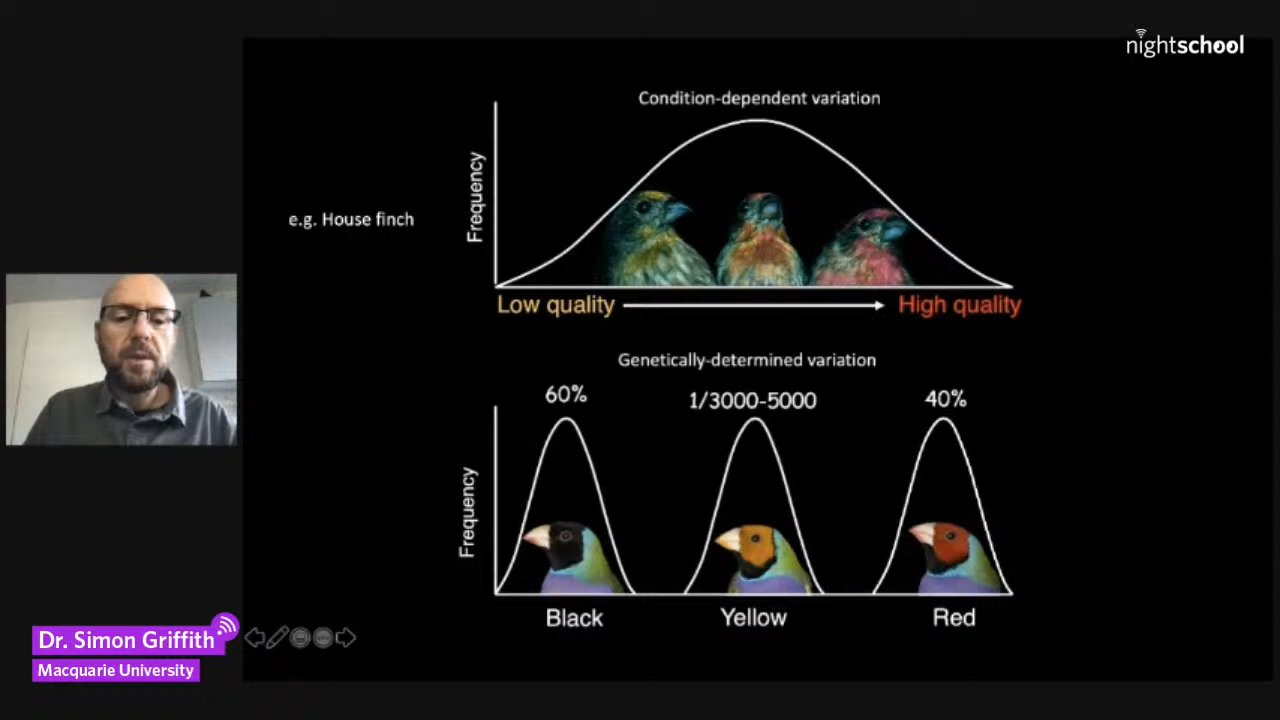 nightschool
Condition-dependent variation
Frequency
e.g. House finch
Low quality
High quality
Genetically-determined variation
60%
1/3000-5000
40%
Frequency
Black
Yellow
Red
Dr. Simon Griffith
Macquarie University